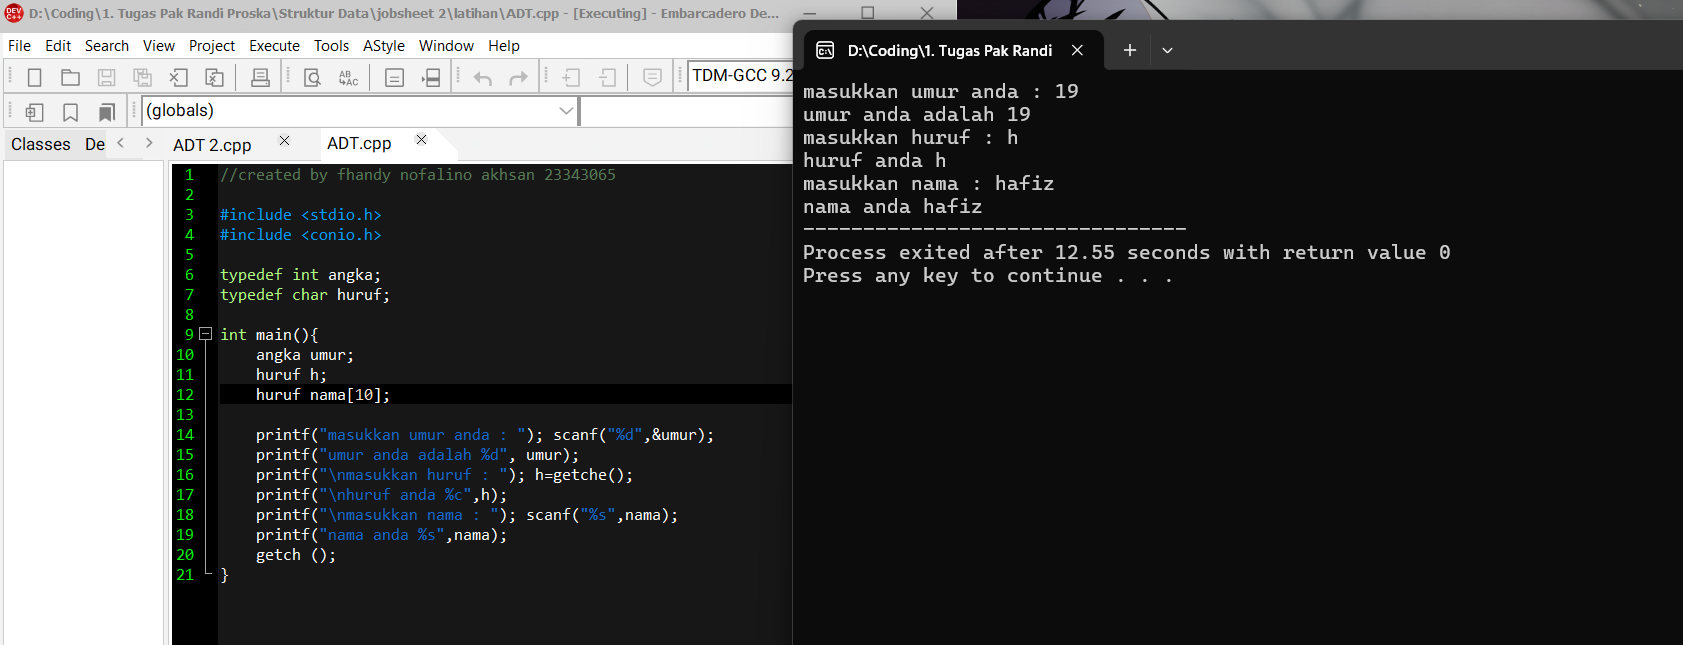 D:\Coding\1. Tugas Pak Randi Proska\Struktur Data\jobsheet 2\latihan\ADT.cpp - [Executing] - Embarcadero De...
File Edit Search View Project Execute Tools AStyle Window Help
TDM-GCC 9.2
(globals)
Classes De ADT 2.cpp ADT.cpp
1 //created by fhandy nofalino akhsan 23343065
2
3 #include <stdio.h>
4 #include <conio.h>
5
6 typedef int angka;
7 typedef char huruf;
8
9 int main(){
10 angka umur;
11 huruf h;
12 huruf nama[10];
13
14 printf("masukkan umur anda : "); scanf("%d",&umur);
15 printf("umur anda adalah %d", umur);
16 printf("\nmasukkan huruf : "); h=getche();
17 printf("\nhuruf anda %c",h);
18 printf("\nmasukkan nama : "); scanf("%s",nama);
19 printf("nama anda %s",nama);
20 getch ();
21 }
D:\Coding\1. Tugas Pak Randi
masukkan umur anda : 19
umur anda adalah 19
masukkan huruf : h
huruf anda h
masukkan nama : hafiz
nama anda hafiz
--------------------------------
Process exited after 12.55 seconds with return value 0
Press any key to continue . . .